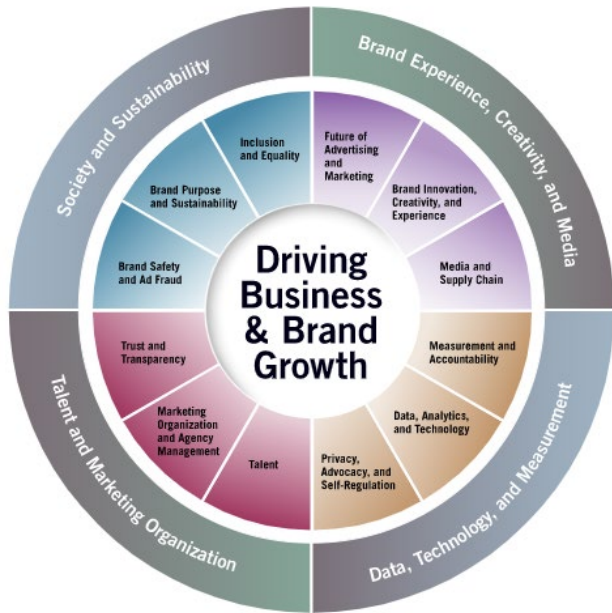 Society and Sustainability
Brand Experience, Creativity, and Media
Data, Technology, and Measurement
Talent and Marketing Organization
Driving
Business
& Brand
Growth
Future of
Advertising
and
Marketing
Brand Innovation,
Creativity, and
Experience
Media and
Supply Chain
Measurement and
Accountability
Data, Analytics,
and Technology
Privacy,
Advocacy, and
Self-Regulation
Talent
Marketing
Organization
and Agency
Management
Trust and
Transparency
Brand Safety
and Ad Fraud
Brand Purpose
and Sustainability
Inclusion
and Equality